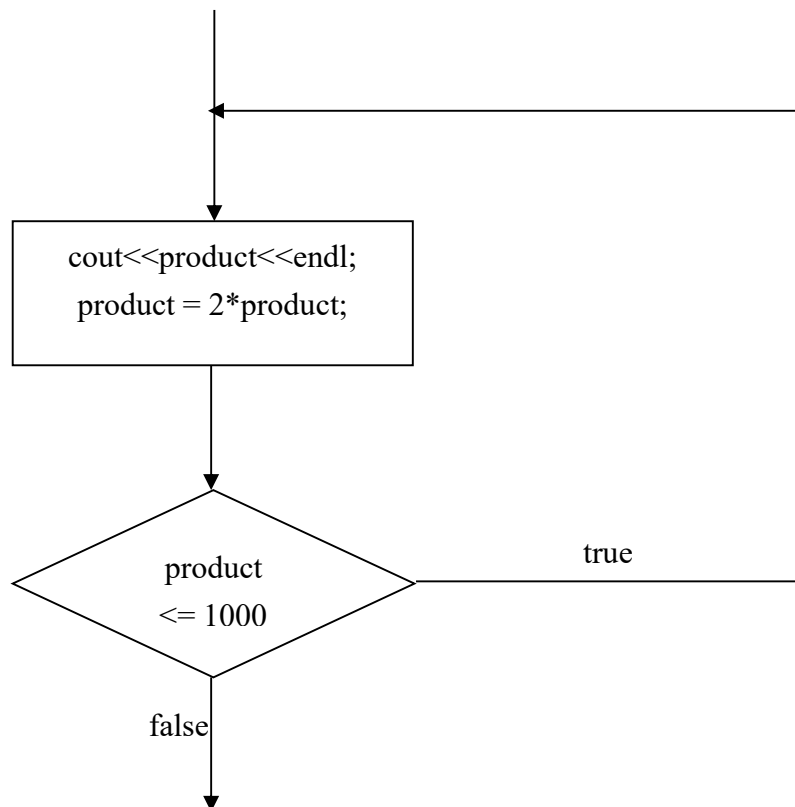 cout<<product<<endl;
product = 2*product;
product
<= 1000
true
false